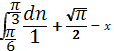 ∫_{π/6}^{π/3} dn/1 + √π/2 − x